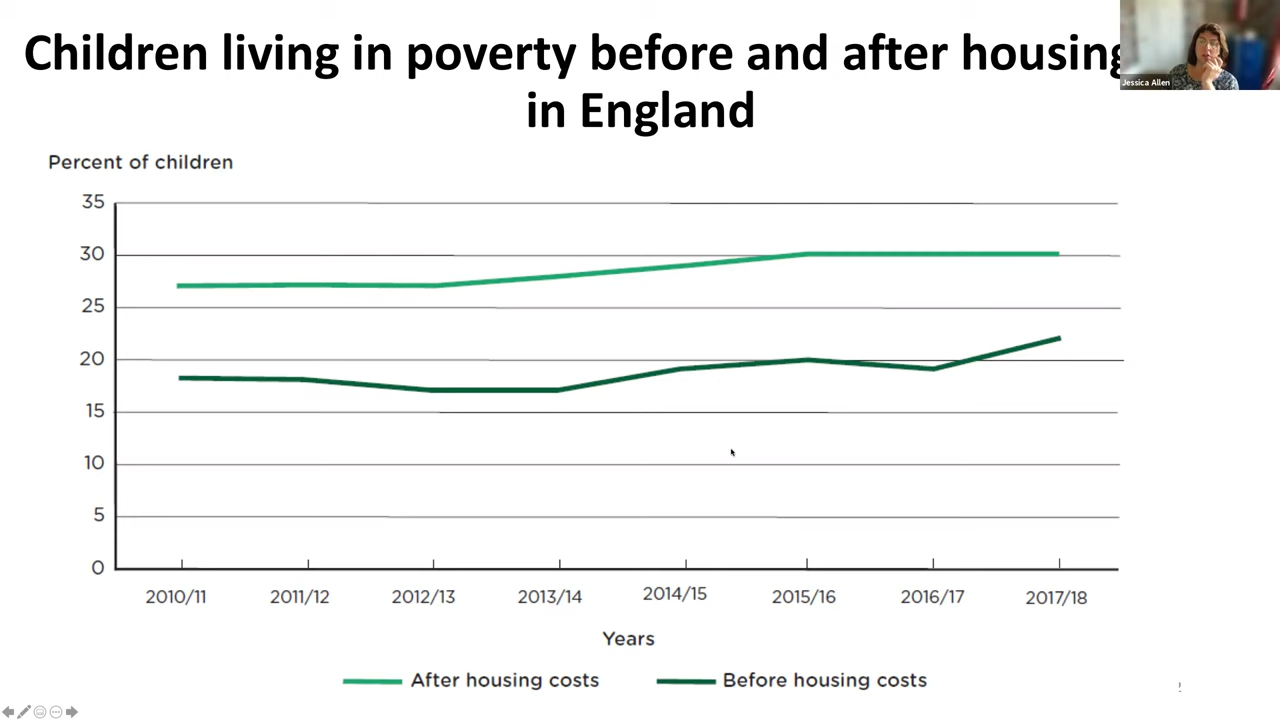 Children living in poverty before and after housing
in England
Jessica Allen
Percent of children
35
30
25
20
15
10
5
0
2010/11 2011/12 2012/13 2013/14 2014/15 2015/16 2016/17 2017/18
Years
After housing costs Before housing costs